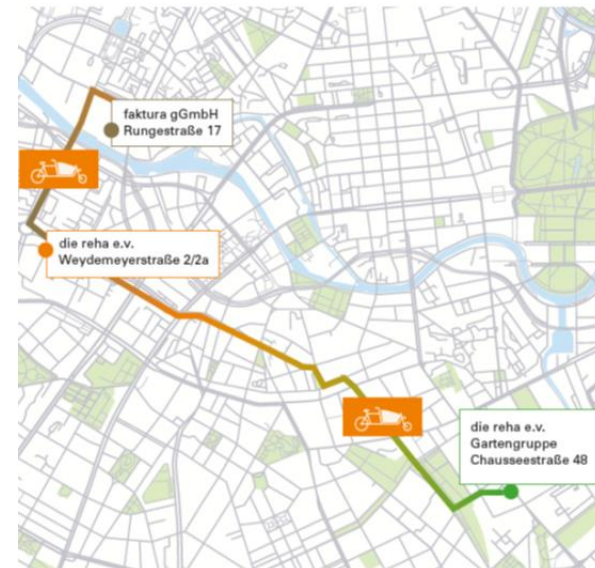 faktura gGmbH
Rungestraße 17
die reha e.v.
Weydemeyerstraße 2/2a
die reha e.v.
Gartengruppe
Chausseestraße 48